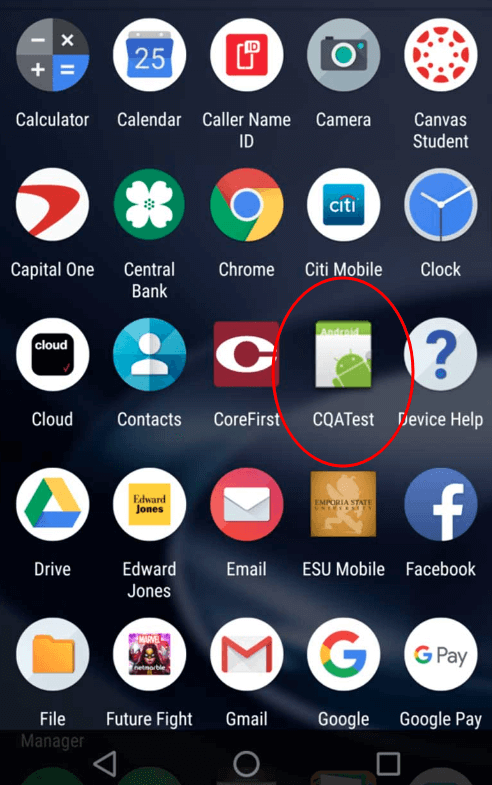 25
ID
Calculator
Calendar
Caller Name
ID
Camera
Canvas
Student
citi
Capital One
Central
Bank
Chrome
Citi Mobile
Clock
cloud
Android
?
Cloud
Contacts
CoreFirst
CQATest
Device Help
Edward
Jones
EMPORIA STATE
UNIVERSITY
f
Drive
Edward
Jones
Email
ESU Mobile
Facebook
MARVEL
netmarble
G
G Pay
File
Manager
Future Fight
Gmail
Google
Google Pay